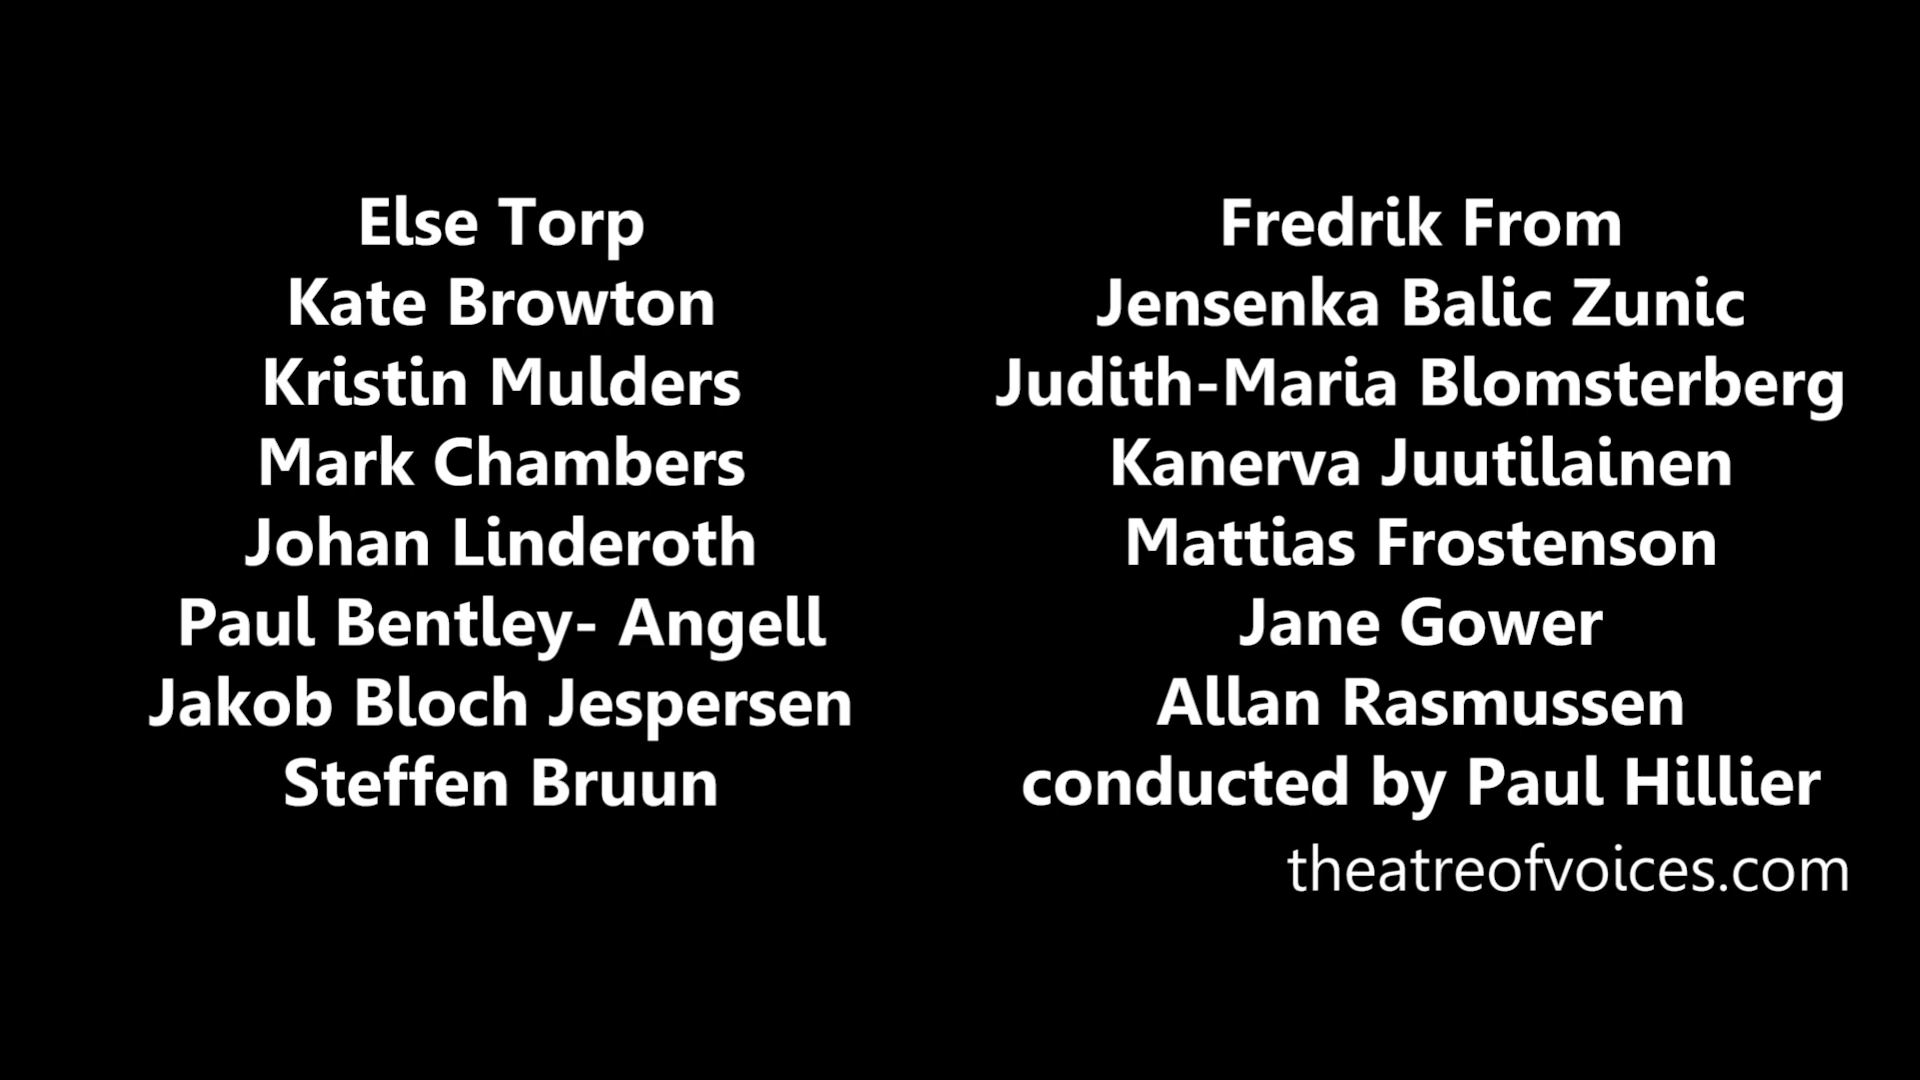 Else Torp
Kate Browton
Kristin Mulders
Mark Chambers
Johan Linderoth
Paul Bentley- Angell
Jakob Bloch Jespersen
Steffen Bruun
Fredrik From
Jensenka Balic Zunic
Judith-Maria Blomsterberg
Kanerva Juutilainen
Mattias Frostenson
Jane Gower
Allan Rasmussen
conducted by Paul Hillier
theatreofvoices.com